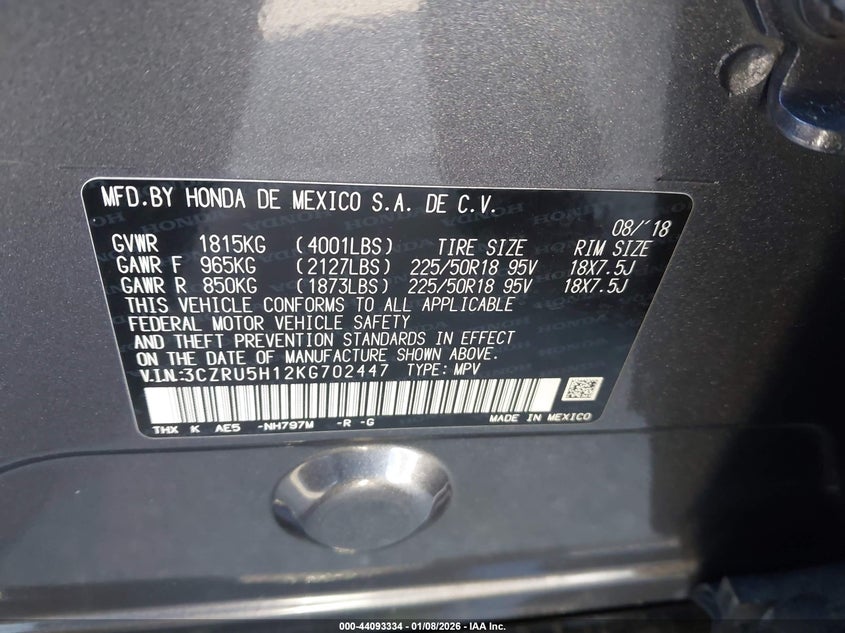 MFD.BY HONDA DE MEXICO S.A. DE C.V.
08/'18
GVWR 1815KG (4001LBS) TIRE SIZE RIM SIZE
GAWR F 965KG (2127LBS) 225/50R18 95V 18X7.5J
GAWR R 850KG (1873LBS) 225/50R18 95V 18X7.5J
THIS VEHICLE CONFORMS TO ALL APPLICABLE
FEDERAL MOTOR VEHICLE SAFETY
AND THEFT PREVENTION STANDARDS IN EFFECT
ON THE DATE OF MANUFACTURE SHOWN ABOVE.
V.I.N:3CZRU5H12KG702447 TYPE: MPV
THX K AE5 -NH797M -R -G MADE IN MEXICO
000-44093334 - 01/08/2026 - IAA Inc.